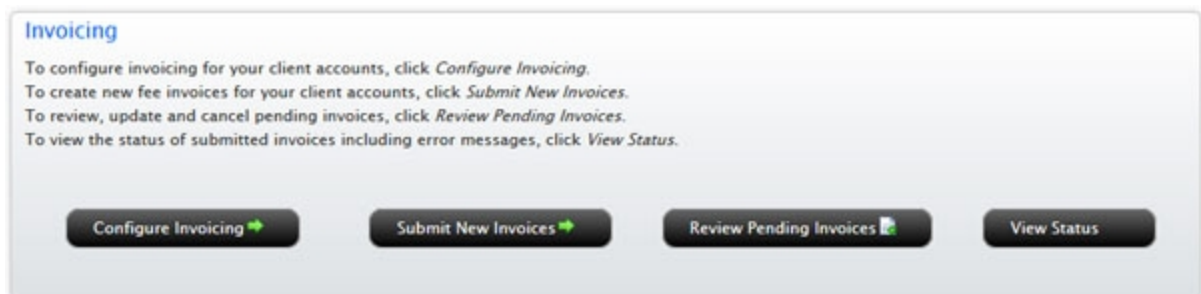 Invoicing
To configure invoicing for your client accounts, click Configure Invoicing.
To create new fee invoices for your client accounts, click Submit New Invoices.
To review, update and cancel pending invoices, click Review Pending Invoices.
To view the status of submitted invoices including error messages, click View Status.
Configure Invoicing Submit New Invoices Review Pending Invoices View Status